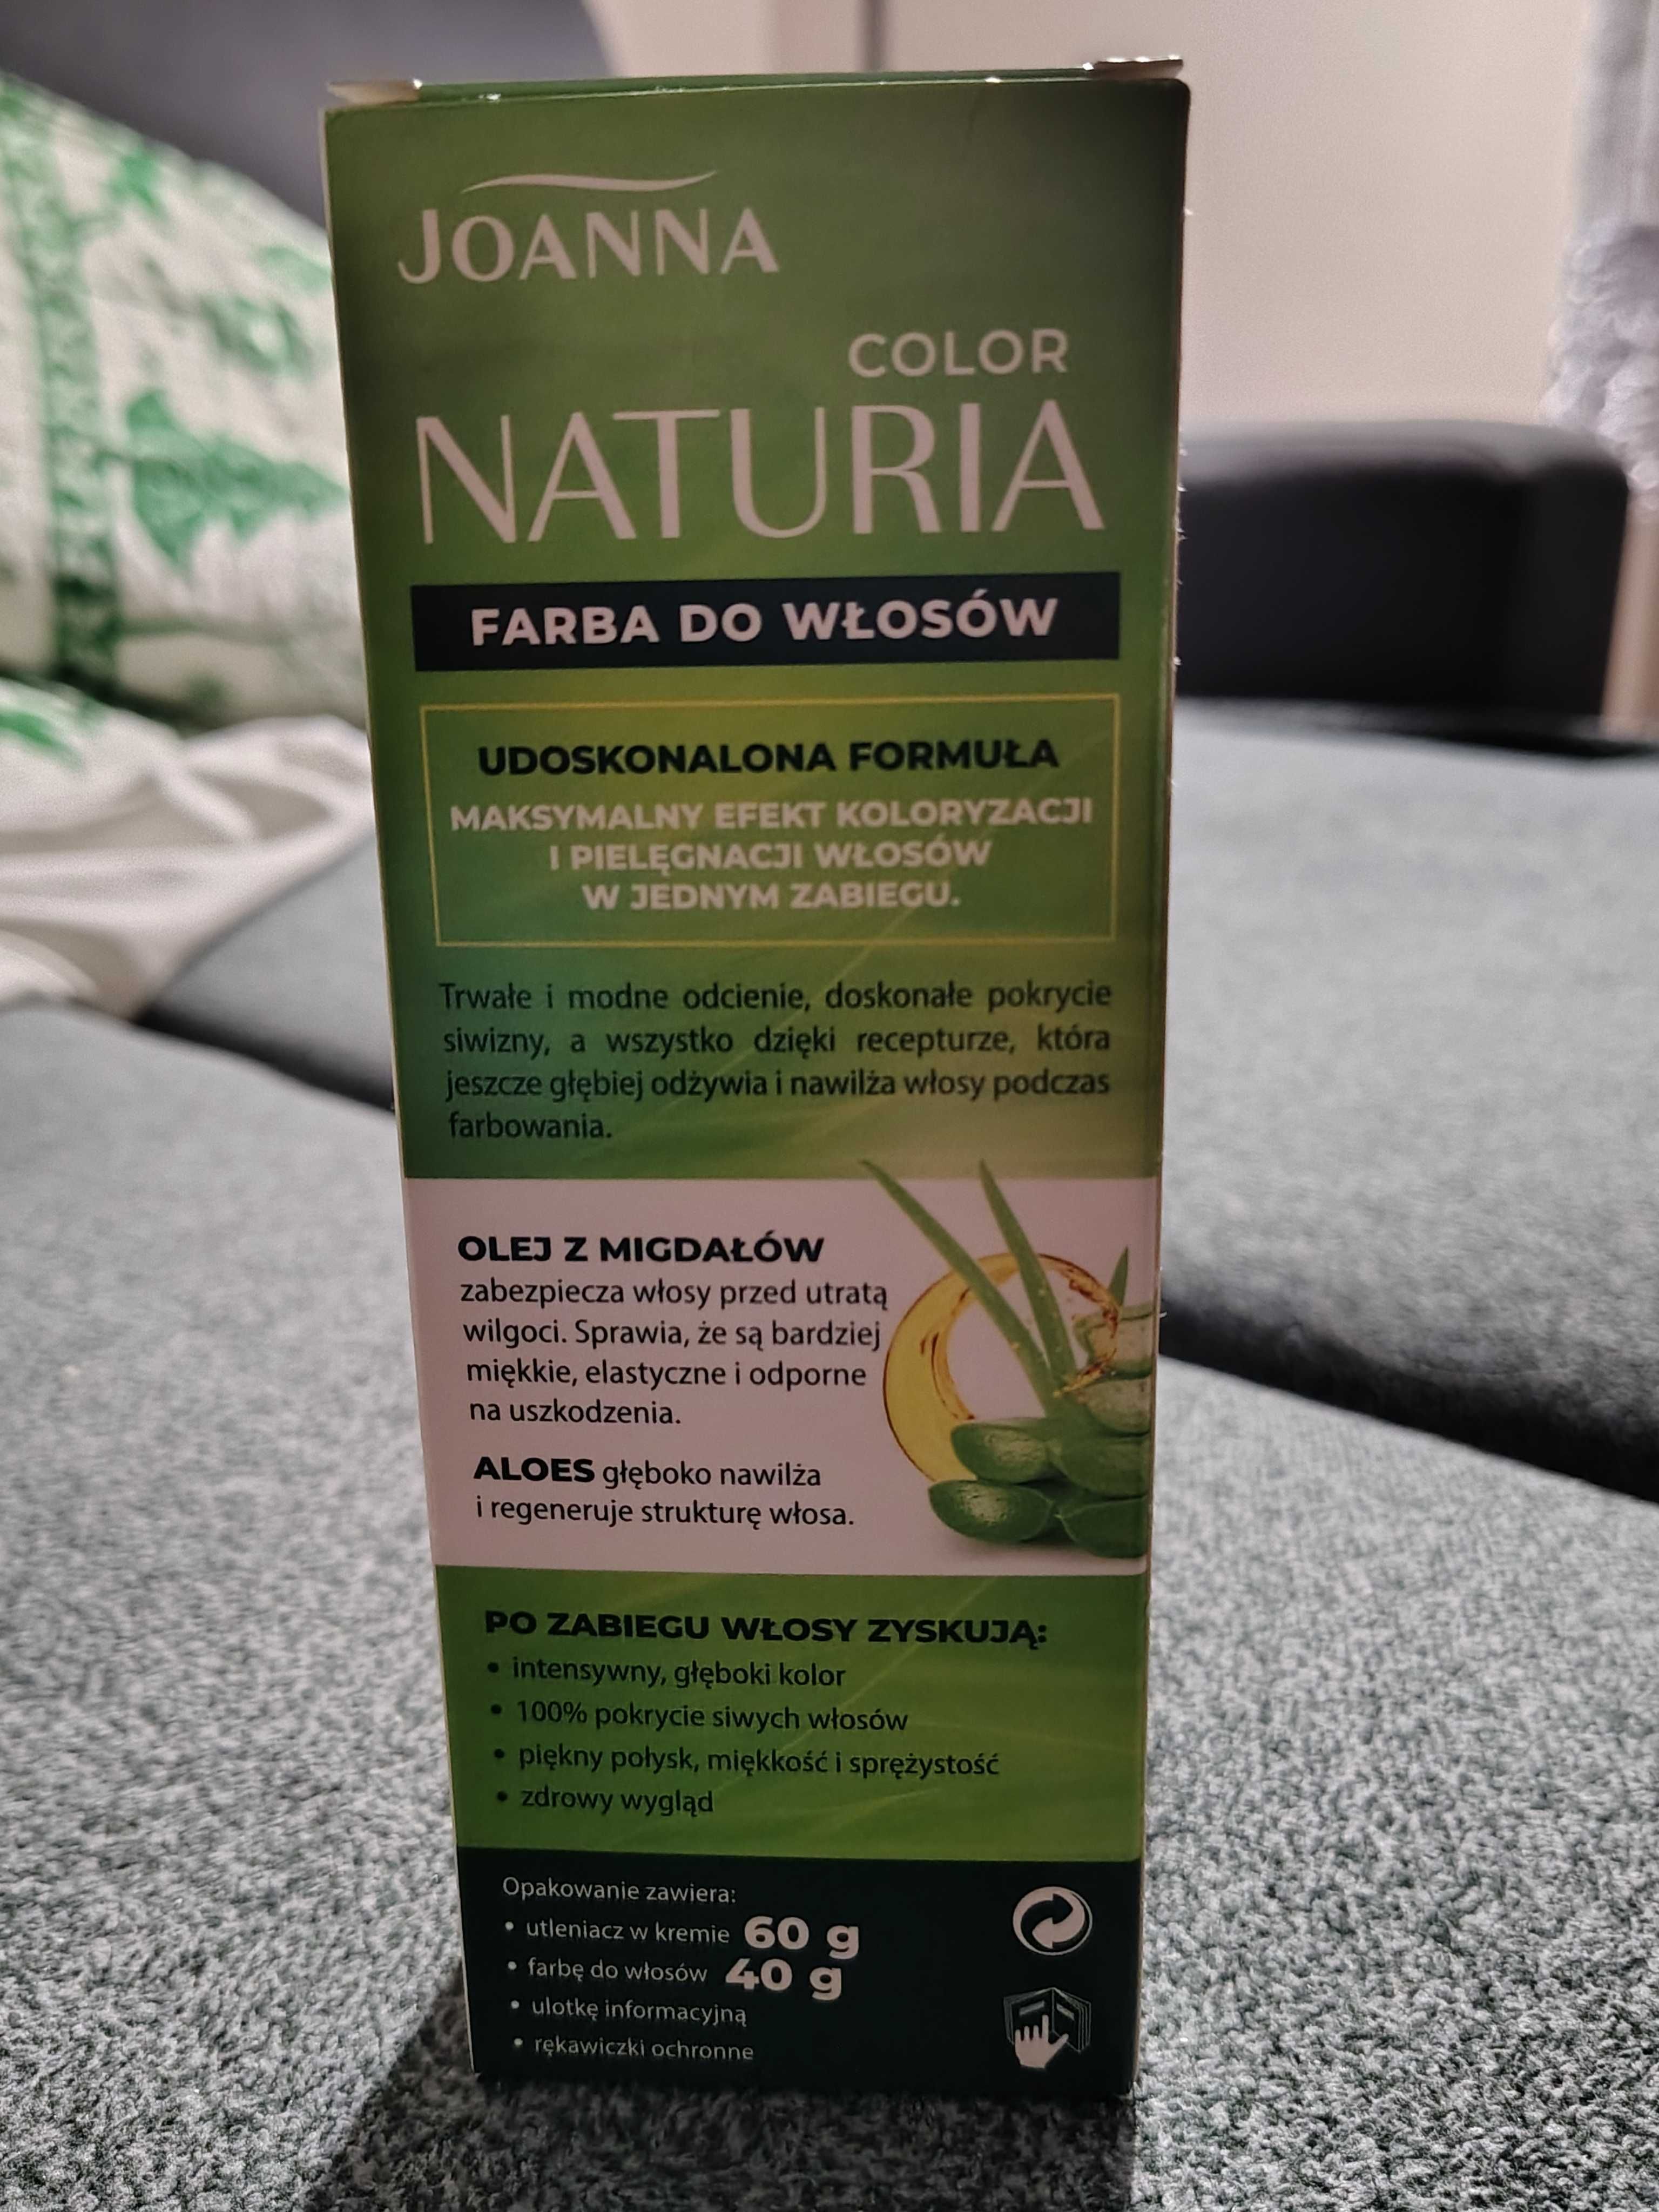 JOANNA
COLOR
NATURIA
FARBA DO WŁOSÓW
UDOSKONALONA FORMUŁA
MAKSYMALNY EFEKT KOLORYZACJI
I PIELĘGNACJI WŁOSÓW
W JEDNYM ZABIEGU.
Trwałe i modne odcienie, doskonałe pokrycie
siwizny, a wszystko dzięki recepturze, która
jeszcze głębiej odżywia i nawilża włosy podczas
farbowania.
OLEJ Z MIGDAŁÓW
zabezpiecza włosy przed utratą
wilgoci. Sprawia, że są bardziej
miękkie, elastyczne i odporne
na uszkodzenia.
ALOES głęboko nawilża
i regeneruje strukturę włosa.
PO ZABIEGU WŁOSY ZYSKUJĄ:
• intensywny, głęboki kolor
• 100% pokrycie siwych włosów
• piękny połysk, miękkość i sprężystość
• zdrowy wygląd
Opakowanie zawiera:
• utleniacz w kremie 60 g
• farbę do włosów 40 g
• ulotkę informacyjną
• rękawiczki ochronne